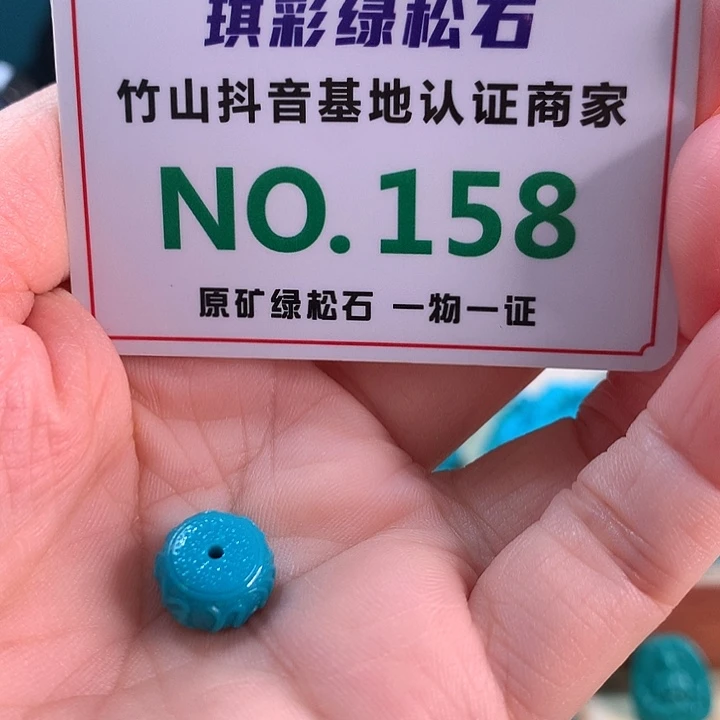 琪彩绿松石
竹山抖音基地认证商家
NO.158
原矿绿松石 一物一证